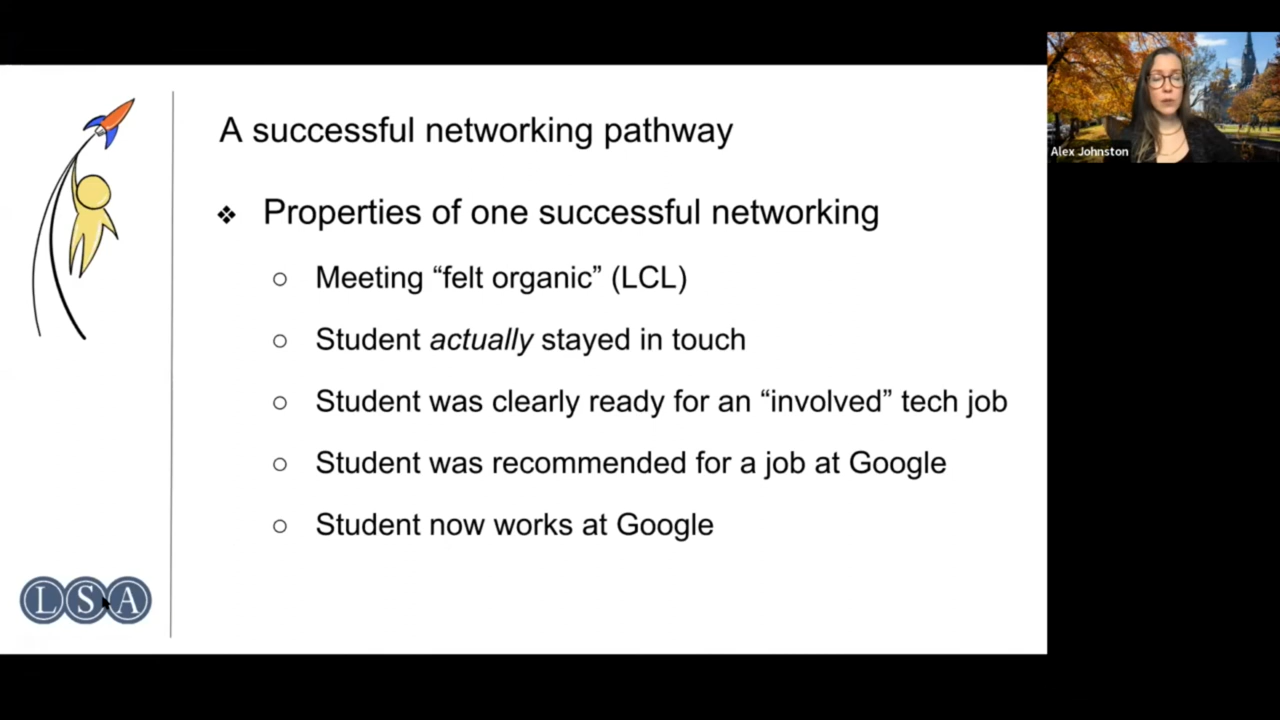 A successful networking pathway
❖ Properties of one successful networking
○ Meeting “felt organic” (LCL)
○ Student actually stayed in touch
○ Student was clearly ready for an “involved” tech job
○ Student was recommended for a job at Google
○ Student now works at Google
LSA
Alex Johnston